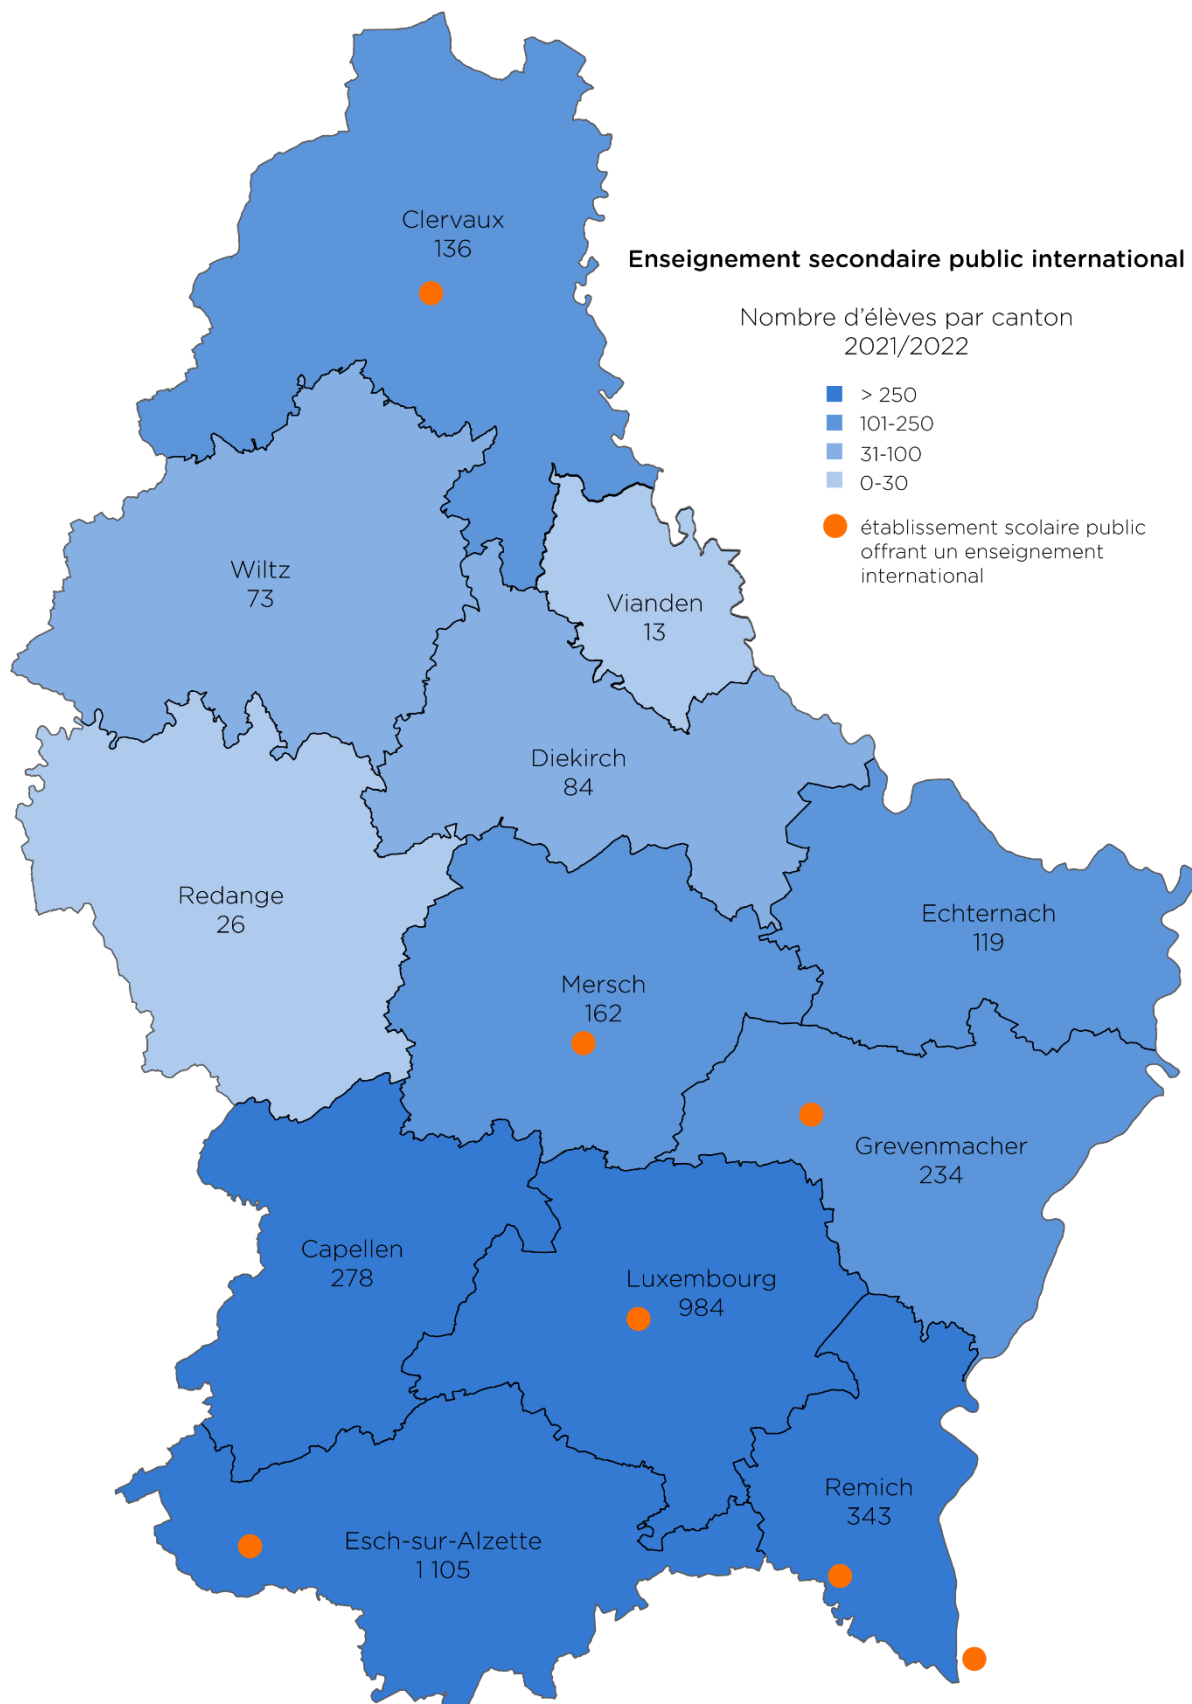 Clervaux
136
Enseignement secondaire public international
Nombre d'élèves par canton
2021/2022
> 250
101-250
31-100
0-30
établissement scolaire public
offrant un enseignement
international
Wiltz
73
Vianden
13
Diekirch
84
Redange
26
Echternach
119
Mersch
162
Grevenmacher
234
Capellen
278
Luxembourg
984
Remich
343
Esch-sur-Alzette
1 105